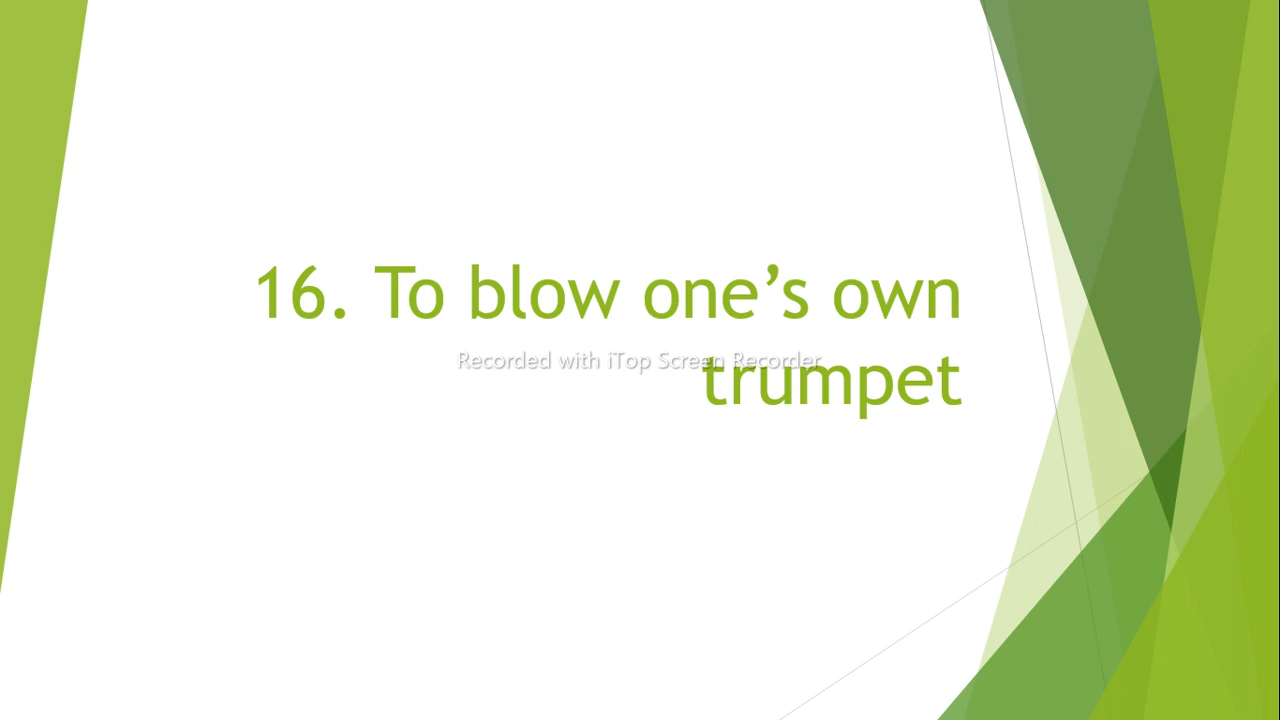 16. To blow one’s own
Recorded with iTop Screen Recorder
trumpet